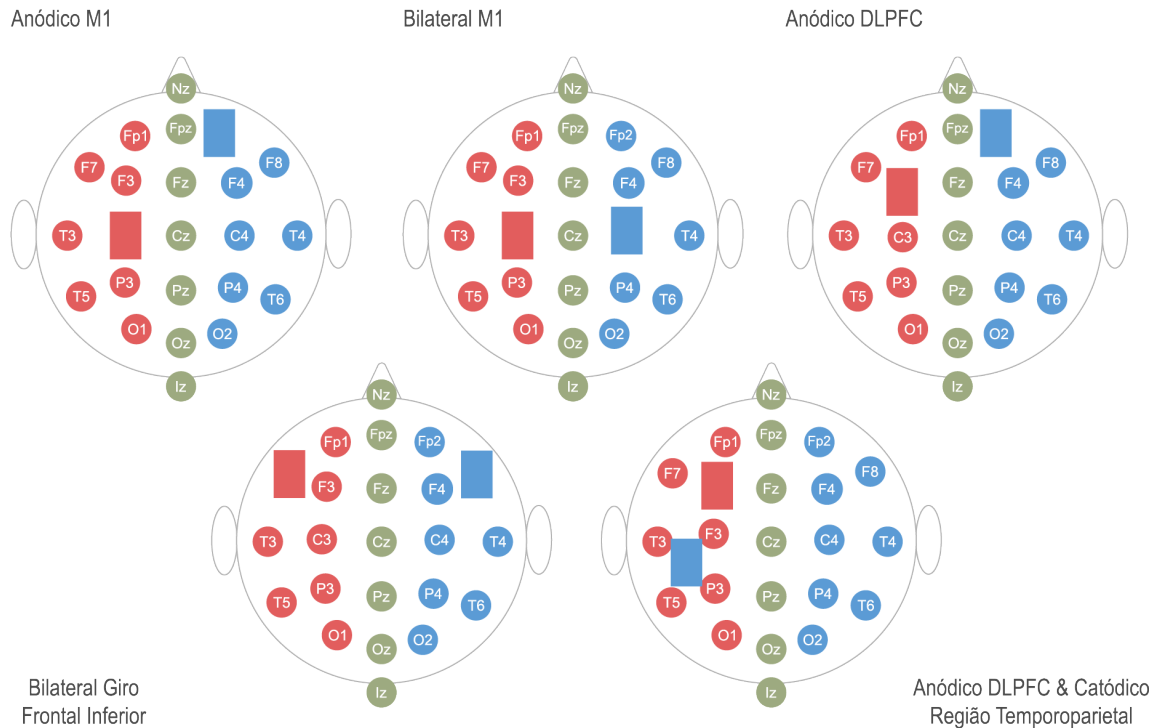 Anódico M1
Bilateral M1
Anódico DLPFC
Nz
Fp1 Fpz
F7 F3 Fz F4 F8
T3 Cz C4 T4
T5 P3 Pz P4 T6
O1 Oz O2
Iz
Nz
Fp1 Fpz Fp2
F7 F3 Fz F4 F8
T3 Cz T4
T5 P3 Pz P4 T6
O1 Oz O2
Iz
Nz
Fp1 Fpz
F7 Fz F4 F8
T3 C3 Cz C4 T4
T5 P3 Pz P4 T6
O1 Oz O2
Iz
Nz
Fp1 Fpz Fp2
F3 Fz F4
T3 C3 Cz C4 T4
T5 P3 Pz P4 T6
O1 Oz O2
Iz
Bilateral Giro
Frontal Inferior
Nz
Fp1 Fpz Fp2
F7 Fz F4 F8
T3 F3 Cz C4 T4
T5 P3 Pz P4 T6
O1 Oz O2
Iz
Anódico DLPFC & Catódico
Região Temporoparietal